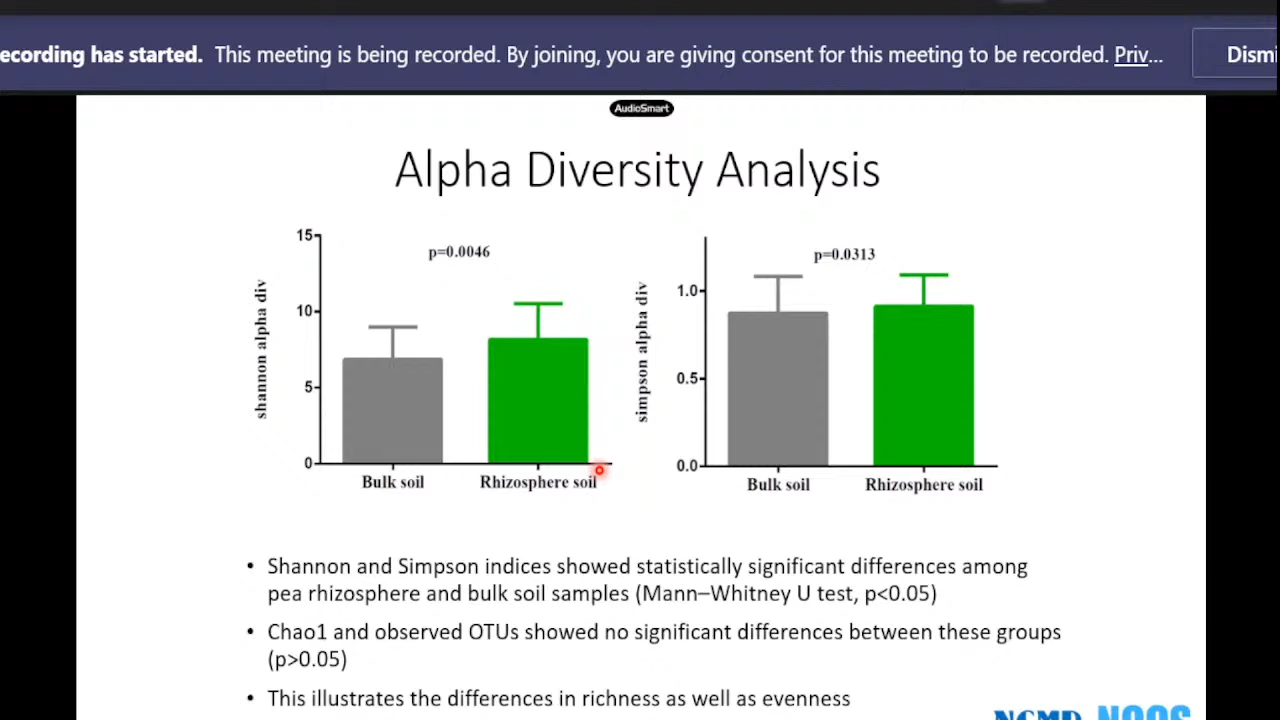 ecording has started. This meeting is being recorded. By joining, you are giving consent for this meeting to be recorded. Priv... Dismi
AudioSmart
Alpha Diversity Analysis
15
10
5
0
shannon alpha div
p=0.0046
Bulk soil Rhizosphere soil
1.0
0.5
0.0
simpson alpha div
p=0.0313
Bulk soil Rhizosphere soil
• Shannon and Simpson indices showed statistically significant differences among
pea rhizosphere and bulk soil samples (Mann–Whitney U test, p<0.05)
• Chao1 and observed OTUs showed no significant differences between these groups
(p>0.05)
• This illustrates the differences in richness as well as evenness